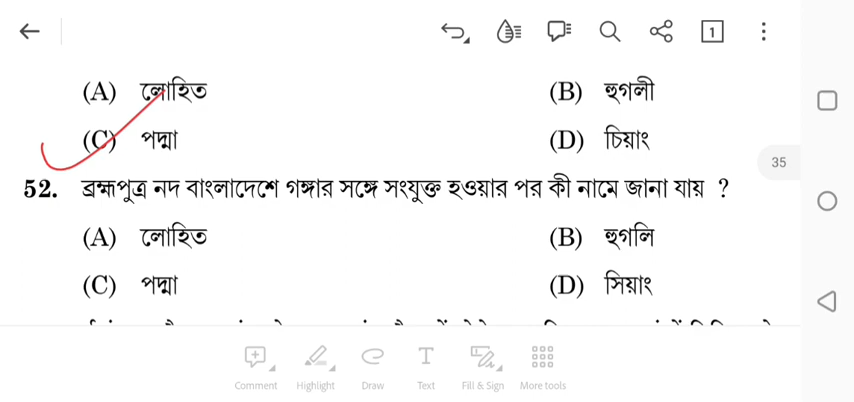 1
(A) লোহিত (B) হুগলী
(C) পদ্মা (D) চিয়াং
35
52. ব্রহ্মপুত্র নদ বাংলাদেশে গঙ্গার সঙ্গে সংযুক্ত হওয়ার পর কী নামে জানা যায় ?
(A) লোহিত (B) হুগলি
(C) পদ্মা (D) সিয়াং
Comment Highlight Draw Text Fill & Sign More tools